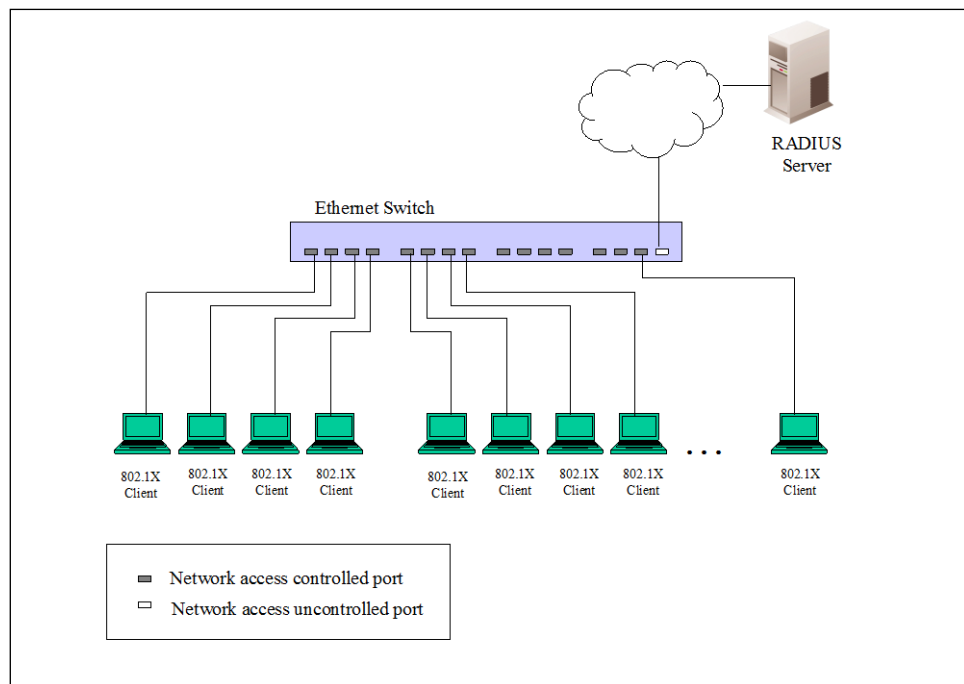 RADIUS
Server
Ethernet Switch
802.1X
Client
802.1X
Client
802.1X
Client
802.1X
Client
802.1X
Client
802.1X
Client
802.1X
Client
802.1X
Client
. . .
802.1X
Client
Network access controlled port
Network access uncontrolled port